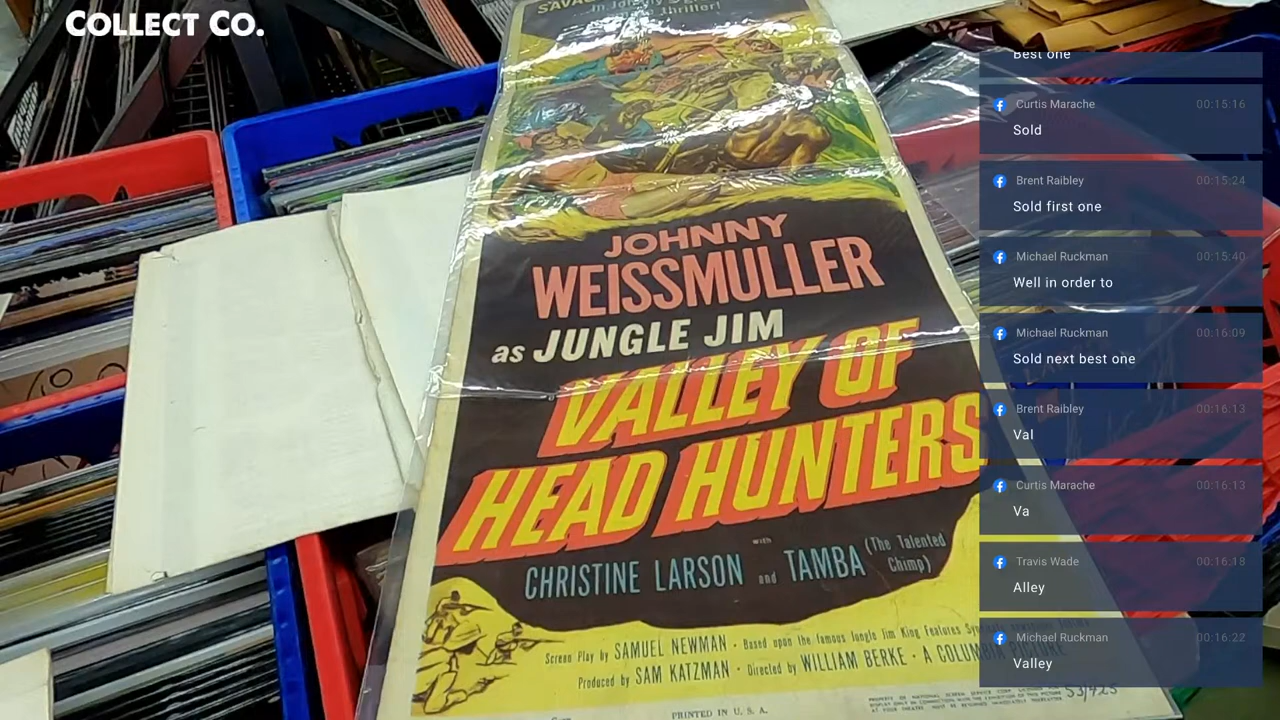 COLLECT CO.
SAVAG
in Jo
thriller!
JOHNNY
WEISSMULLER
as JUNGLE JIM
VALLEY OF
HEAD HUNTERS
with
CHRISTINE LARSON and TAMBA (The Talented Chimp)
Screen Play by SAMUEL NEWMAN • Based upon the famous Jungle Jim King Features
Produced by SAM KATZMAN • Directed by WILLIAM BERKE • A COLUMBIA PICTURE
PRINTED IN U. S. A.
53/425
Best one
Curtis Marache 00:15:16
Sold
Brent Raibley 00:15:24
Sold first one
Michael Ruckman 00:15:40
Well in order to
Michael Ruckman 00:16:09
Sold next best one
Brent Raibley 00:16:13
Val
Curtis Marache 00:16:13
Va
Travis Wade 00:16:18
Alley
Michael Ruckman 00:16:22
Valley